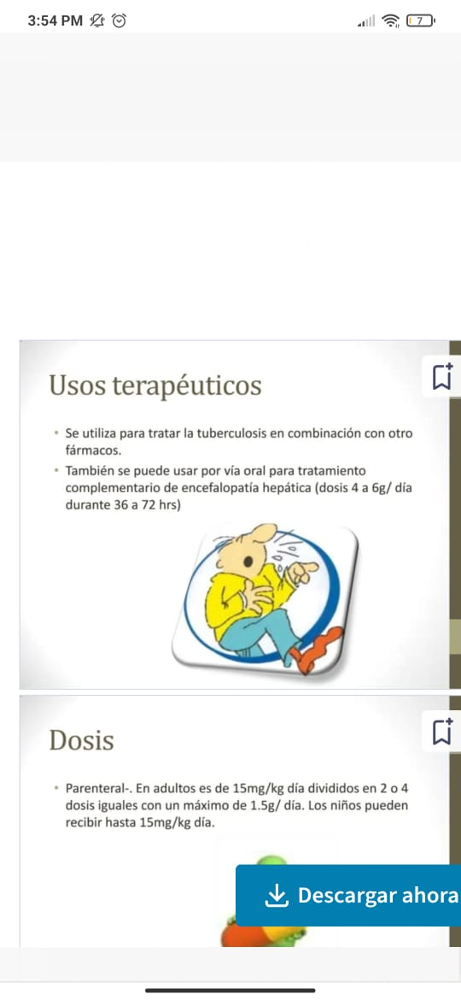 3:54 PM
7
Usos terapéuticos
• Se utiliza para tratar la tuberculosis en combinación con otro
fármacos.
• También se puede usar por vía oral para tratamiento
complementario de encefalopatía hepática (dosis 4 a 6g/ día
durante 36 a 72 hrs)
Dosis
• Parenteral-. En adultos es de 15mg/kg día divididos en 2 o 4
dosis iguales con un máximo de 1.5g/ día. Los niños pueden
recibir hasta 15mg/kg día.
Descargar ahora